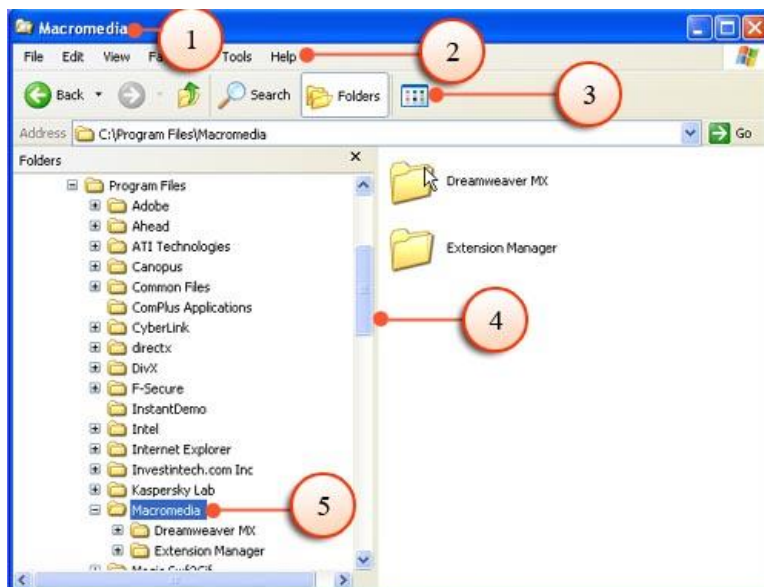 Macromedia
1
File Edit View Fa Tools Help
2
Back Search Folders
3
Address C:\Program Files\Macromedia Go
Folders
Program Files
Adobe
Ahead
ATI Technologies
Canopus
Common Files
ComPlus Applications
CyberLink
directx
DivX
F-Secure
InstantDemo
Intel
Internet Explorer
Investintech.com Inc
Kaspersky Lab
Macromedia
Dreamweaver MX
Extension Manager
Dreamweaver MX
Extension Manager
4
5